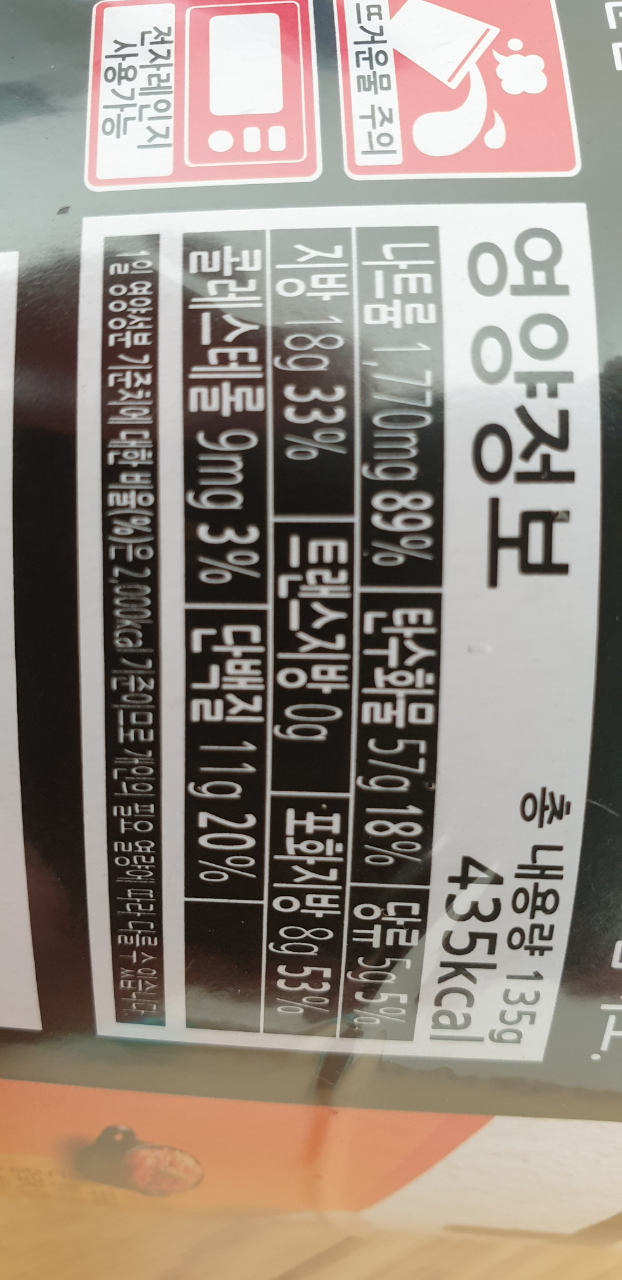 뜨거운물 주의
전자레인지
사용가능
영양정보
총 내용량 135g
435kcal
나트륨 1,770mg 89% 탄수화물 57g 18% 당류 5g 5%
지방 18g 33% 트랜스지방 0g 포화지방 8g 53%
콜레스테롤 9mg 3% 단백질 11g 20%
1일 영양성분 기준치에 대한 비율(%)은 2,000kcal 기준이므로 개인의 필요 열량에 따라 다를 수 있습니다.